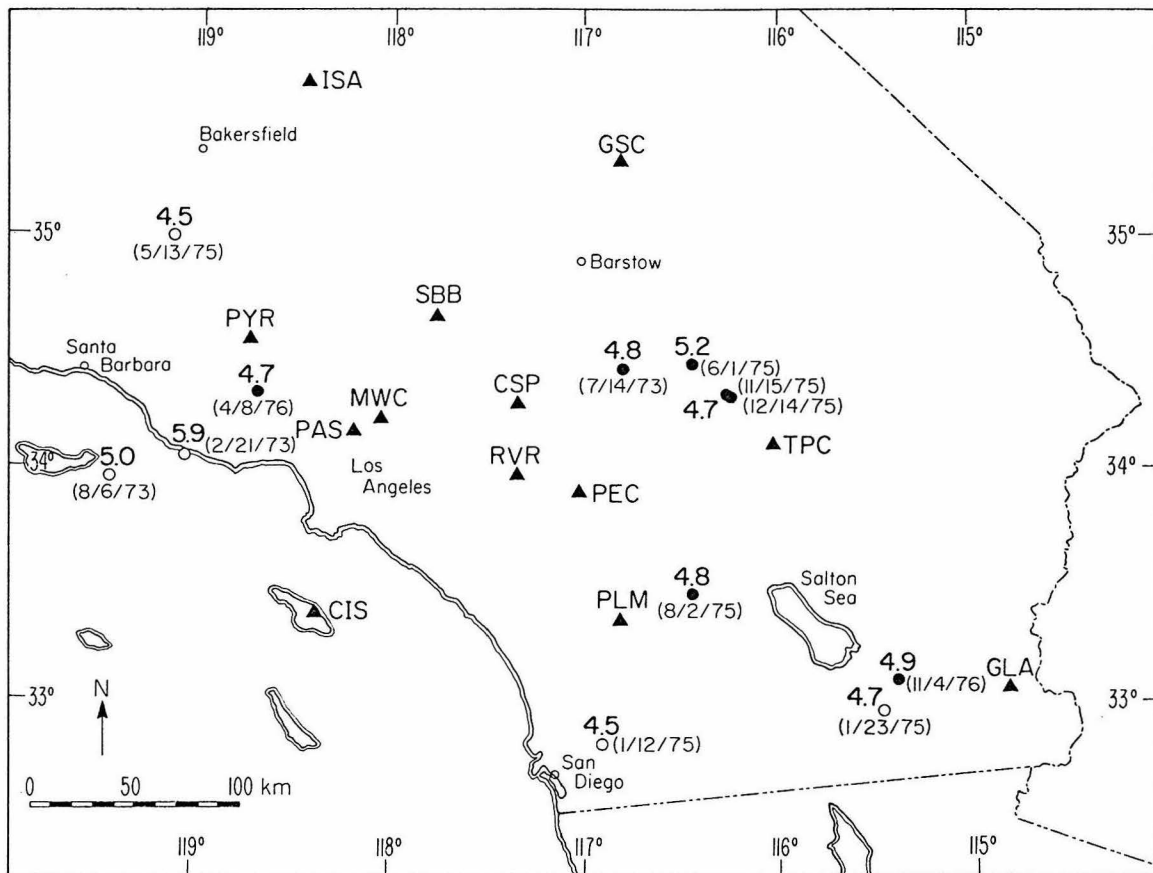 119° 118° 117° 116° 115°
ISA
Bakersfield
GSC
4.5
35° 35°
(5/13/75)
Barstow
SBB
PYR
Santa
Barbara
4.8 5.2
(6/1/75)
4.7
(7/14/73)
(11/15/75)
CSP
MWC
(4/8/76)
4.7
(12/14/75)
PAS
5.9 (2/21/73)
TPC
RVR
Los
Angeles
5.0
34° 34°
(8/6/73)
PEC
4.8
Salton
Sea
PLM
(8/2/75)
CIS
4.9
GLA
(11/4/76)
N
33° 4.7 33°
(1/23/75)
4.5
(1/12/75)
San
Diego
0 50 100 km
119° 118° 117° 116° 115°